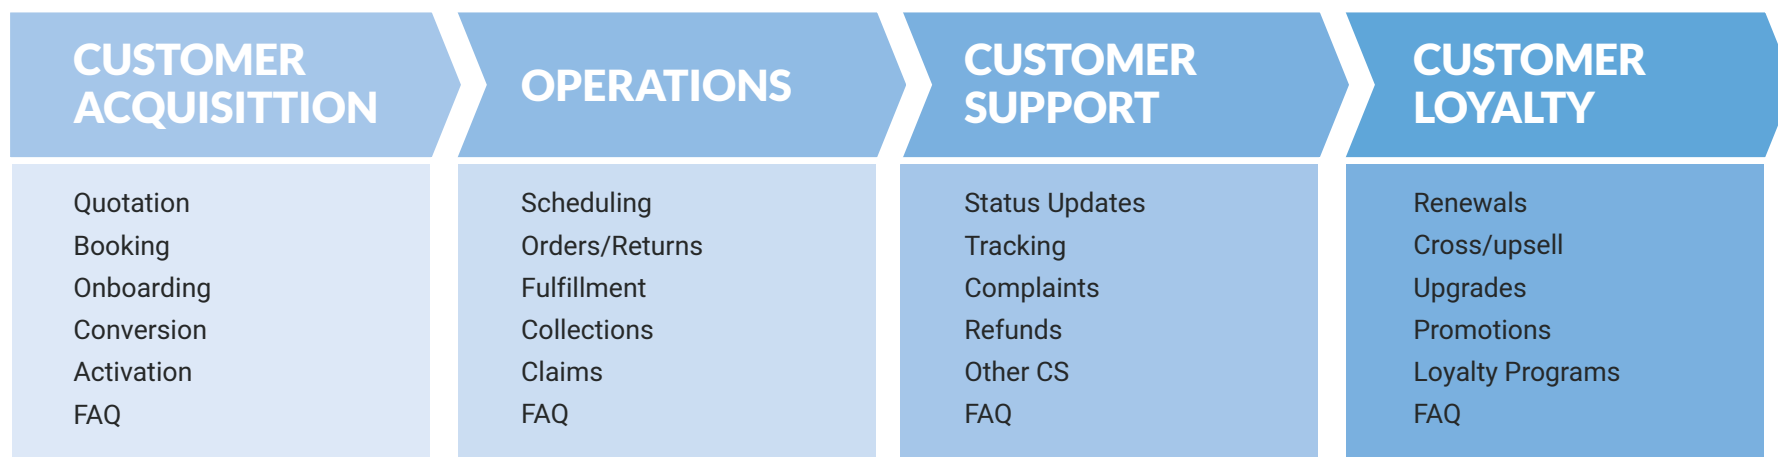 CUSTOMER
ACQUISITTION
Quotation
Booking
Onboarding
Conversion
Activation
FAQ
OPERATIONS
Scheduling
Orders/Returns
Fulfillment
Collections
Claims
FAQ
CUSTOMER
SUPPORT
Status Updates
Tracking
Complaints
Refunds
Other CS
FAQ
CUSTOMER
LOYALTY
Renewals
Cross/upsell
Upgrades
Promotions
Loyalty Programs
FAQ